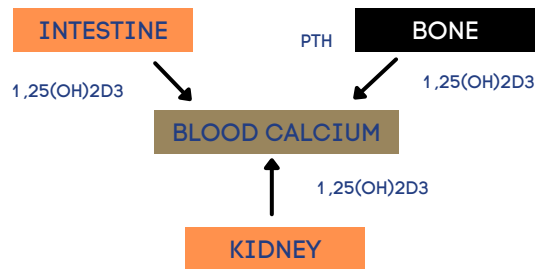 INTESTINE
BONE
PTH
1,25(OH)2D3
1,25(OH)2D3
BLOOD CALCIUM
1,25(OH)2D3
KIDNEY